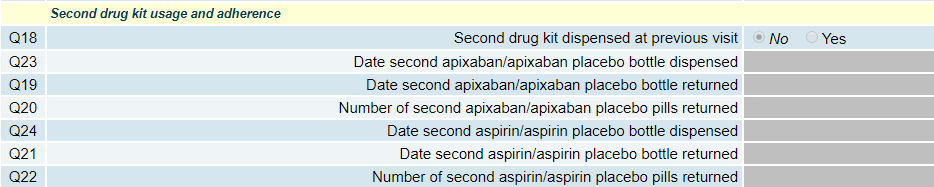 Second drug kit usage and adherence
Q18 Second drug kit dispensed at previous visit No Yes
Q23 Date second apixaban/apixaban placebo bottle dispensed
Q19 Date second apixaban/apixaban placebo bottle returned
Q20 Number of second apixaban/apixaban placebo pills returned
Q24 Date second aspirin/aspirin placebo bottle dispensed
Q21 Date second aspirin/aspirin placebo bottle returned
Q22 Number of second aspirin/aspirin placebo pills returned